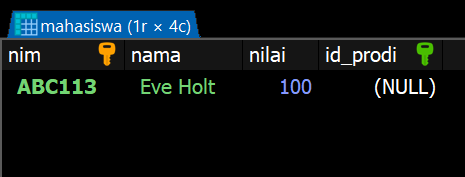 mahasiswa (1r × 4c)
nim nama nilai id_prodi
ABC113 Eve Holt 100 (NULL)